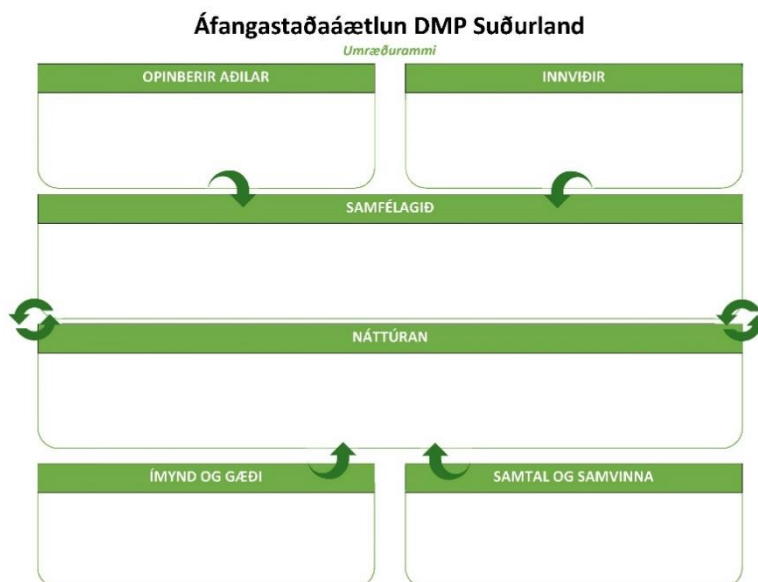 Áfangastaðaáætlun DMP Suðurland
Umræðurammi
OPINBERIR AÐILAR
INNVIÐIR
SAMFÉLAGIÐ
NÁTTÚRAN
ÍMYND OG GÆÐI
SAMTAL OG SAMVINNA